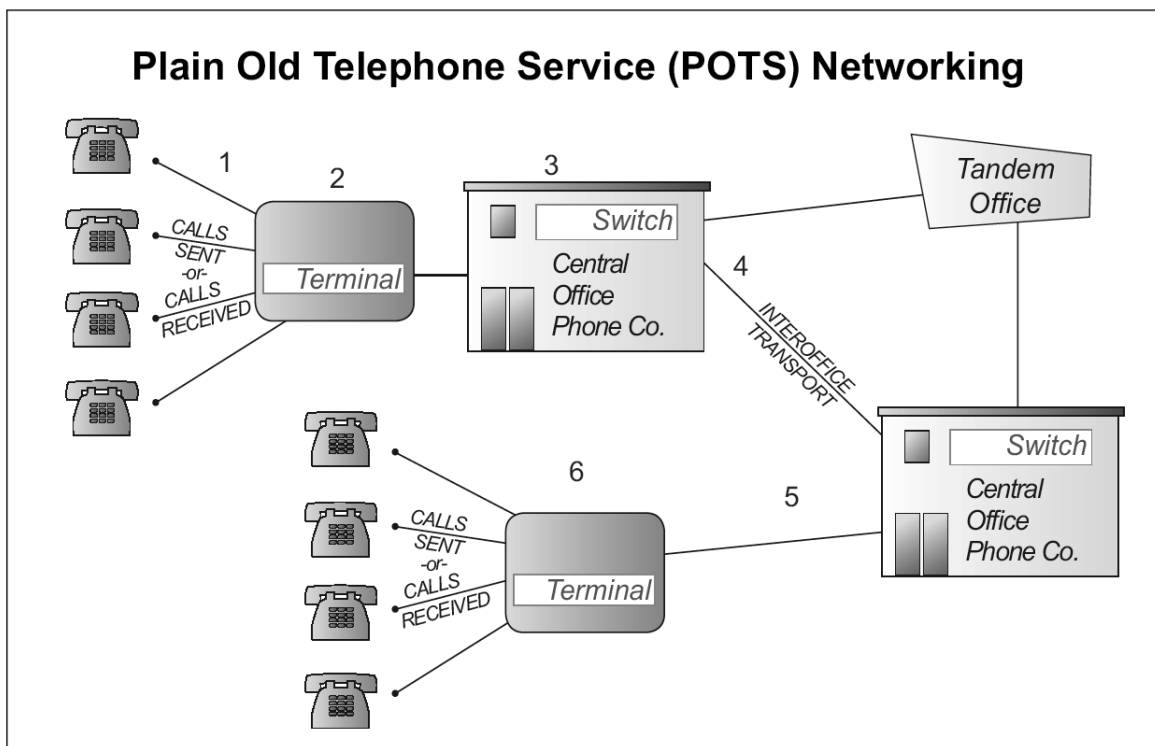 Plain Old Telephone Service (POTS) Networking
1
2
3
Tandem
Office
CALLS
SENT
-or-
CALLS
RECEIVED
Terminal
Switch
Central
Office
Phone Co.
4
INTEROFFICE
TRANSPORT
Switch
Central
Office
Phone Co.
5
6
CALLS
SENT
-or-
CALLS
RECEIVED
Terminal